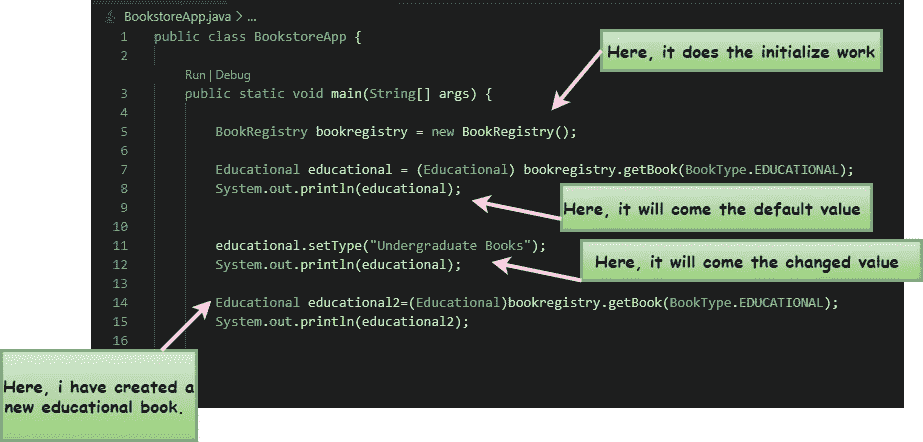 BookstoreApp.java > ...
1 public class BookstoreApp {
2
Run | Debug
3 public static void main(String[] args) {
4
5 BookRegistry bookregistry = new BookRegistry();
6
7 Educational educational = (Educational) bookregistry.getBook(BookType.EDUCATIONAL);
8 System.out.println(educational);
9
10
11 educational.setType("Undergraduate Books");
12 System.out.println(educational);
13
14 Educational educational2=(Educational)bookregistry.getBook(BookType.EDUCATIONAL);
15 System.out.println(educational2);
16
Here, it does the initialize work
Here, it will come the default value
Here, it will come the changed value
Here, i have created a
new educational book.